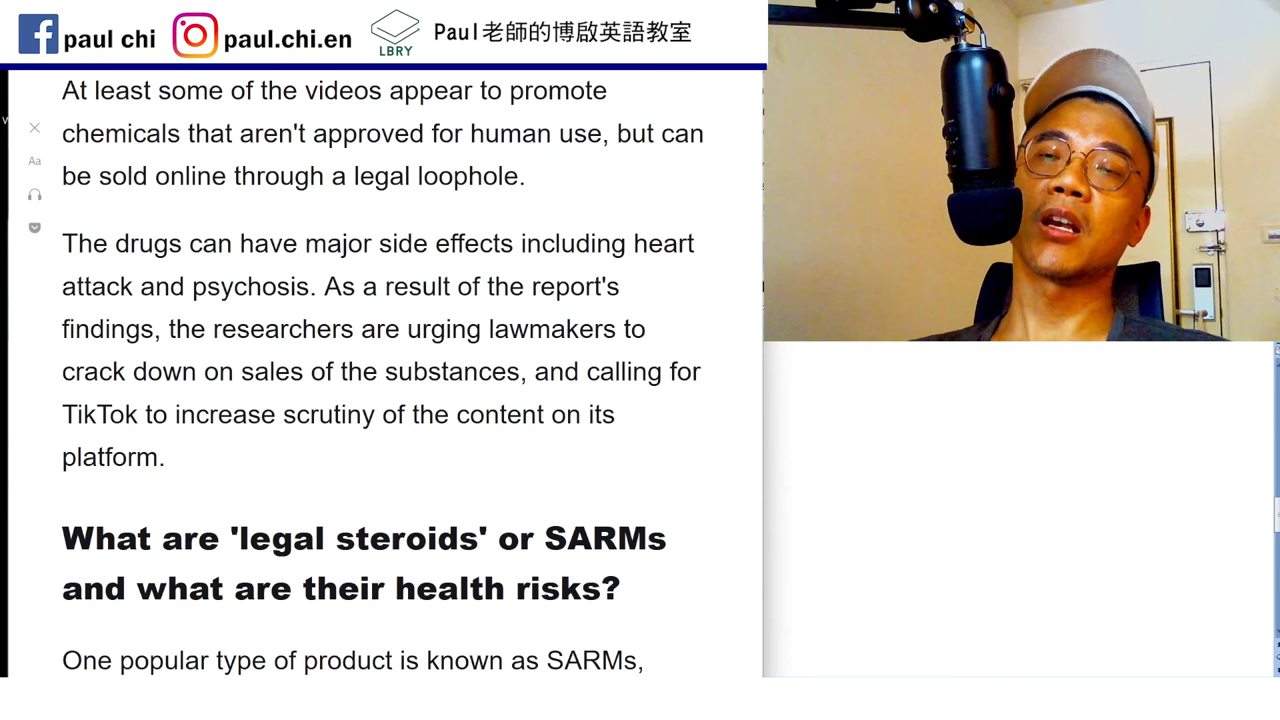 paul chi
paul.chi.en
LBRY
Paul老師的博啟英語教室
At least some of the videos appear to promote
chemicals that aren't approved for human use, but can
be sold online through a legal loophole.
Aa
The drugs can have major side effects including heart
attack and psychosis. As a result of the report's
findings, the researchers are urging lawmakers to
crack down on sales of the substances, and calling for
TikTok to increase scrutiny of the content on its
platform.
What are 'legal steroids' or SARMs
and what are their health risks?
One popular type of product is known as SARMs,